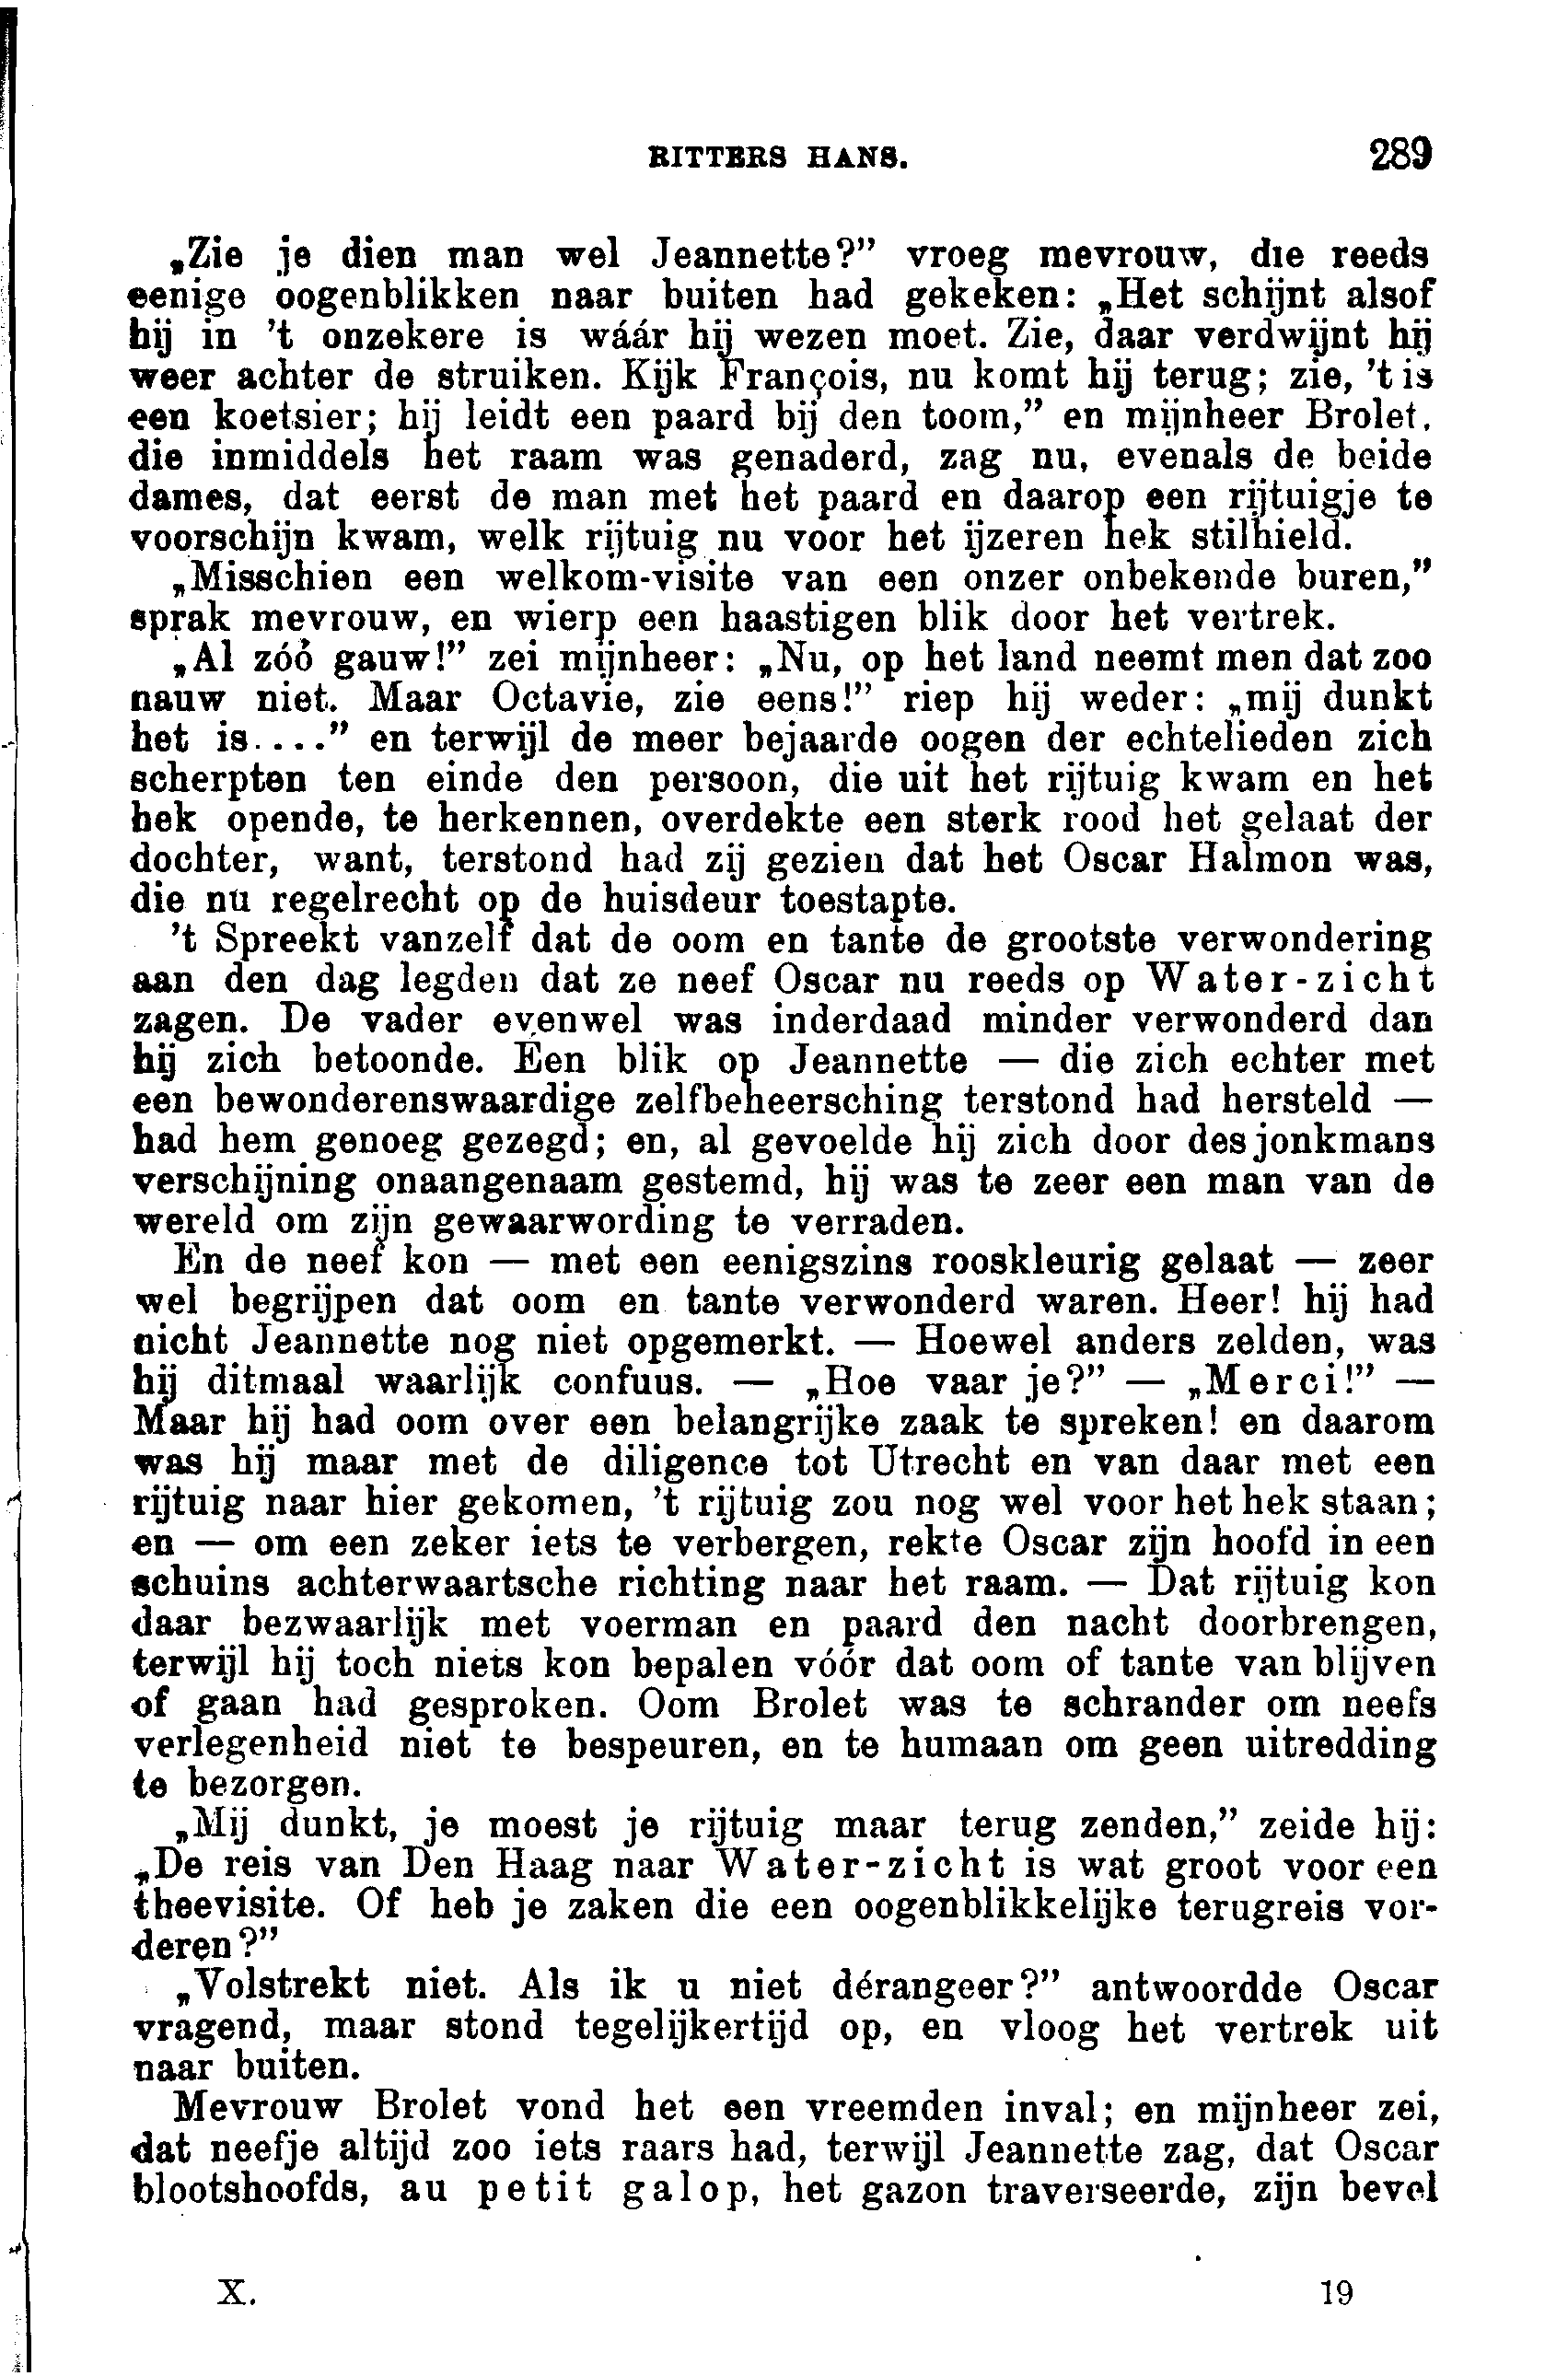 RITTERS HANS. 289
„Zie je dien man wel Jeannette?” vroeg mevrouw, die reeds
eenige oogenblikken naar buiten had gekeken: „Het schijnt alsof
hij in 't onzekere is wáár hij wezen moet. Zie, daar verdwijnt hij
weer achter de struiken. Kijk François, nu komt hij terug; zie, 't is
een koetsier; hij leidt een paard bij den toom,” en mijnheer Brolet,
die inmiddels het raam was genaderd, zag nu, evenals de beide
dames, dat eerst de man met het paard en daarop een rijtuigje te
voorschijn kwam, welk rijtuig nu voor het ijzeren hek stilhield.
„Misschien een welkom-visite van een onzer onbekende buren,”
sprak mevrouw, en wierp een haastigen blik door het vertrek.
„Al zóó gauw!” zei mijnheer: „Nu, op het land neemt men dat zoo
nauw niet. Maar Octavie, zie eens!” riep hij weder: „mij dunkt
het is....” en terwijl de meer bejaarde oogen der echtelieden zich
scherpten ten einde den persoon, die uit het rijtuig kwam en het
hek opende, te herkennen, overdekte een sterk rood het gelaat der
dochter, want, terstond had zij gezien dat het Oscar Halmon was,
die nu regelrecht op de huisdeur toestapte.
't Spreekt vanzelf dat de oom en tante de grootste verwondering
aan den dag legden dat ze neef Oscar nu reeds op Water-zicht
zagen. De vader evenwel was inderdaad minder verwonderd dan
hij zich betoonde. Een blik op Jeannette — die zich echter met
een bewonderenswaardige zelfbeheersching terstond had hersteld —
had hem genoeg gezegd; en, al gevoelde hij zich door des jonkmans
verschijning onaangenaam gestemd, hij was te zeer een man van de
wereld om zijn gewaarwording te verraden.
En de neef kon — met een eenigszins rooskleurig gelaat — zeer
wel begrijpen dat oom en tante verwonderd waren. Heer! hij had
nicht Jeannette nog niet opgemerkt. — Hoewel anders zelden, was
hij ditmaal waarlijk confuus. — „Hoe vaar je?” — „Merci!” —
Maar hij had oom over een belangrijke zaak te spreken! en daarom
was hij maar met de diligence tot Utrecht en van daar met een
rijtuig naar hier gekomen, 't rijtuig zou nog wel voor het hek staan;
en — om een zeker iets te verbergen, rekte Oscar zijn hoofd in een
schuins achterwaartsche richting naar het raam. — Dat rijtuig kon
daar bezwaarlijk met voerman en paard den nacht doorbrengen,
terwijl hij toch niets kon bepalen vóór dat oom of tante van blijven
of gaan had gesproken. Oom Brolet was te schrander om neefs
verlegenheid niet te bespeuren, en te humaan om geen uitredding
te bezorgen.
„Mij dunkt, je moest je rijtuig maar terug zenden,” zeide hij:
„De reis van Den Haag naar Water-zicht is wat groot voor een
theevisite. Of heb je zaken die een oogenblikkelijke terugreis vor-
deren?”
„Volstrekt niet. Als ik u niet dérangeer?” antwoordde Oscar
vragend, maar stond tegelijkertijd op, en vloog het vertrek uit
naar buiten.
Mevrouw Brolet vond het een vreemden inval; en mijnheer zei,
dat neefje altijd zoo iets raars had, terwijl Jeannette zag, dat Oscar
blootshoofds, au petit galop, het gazon traverseerde, zijn bevel
X. 19